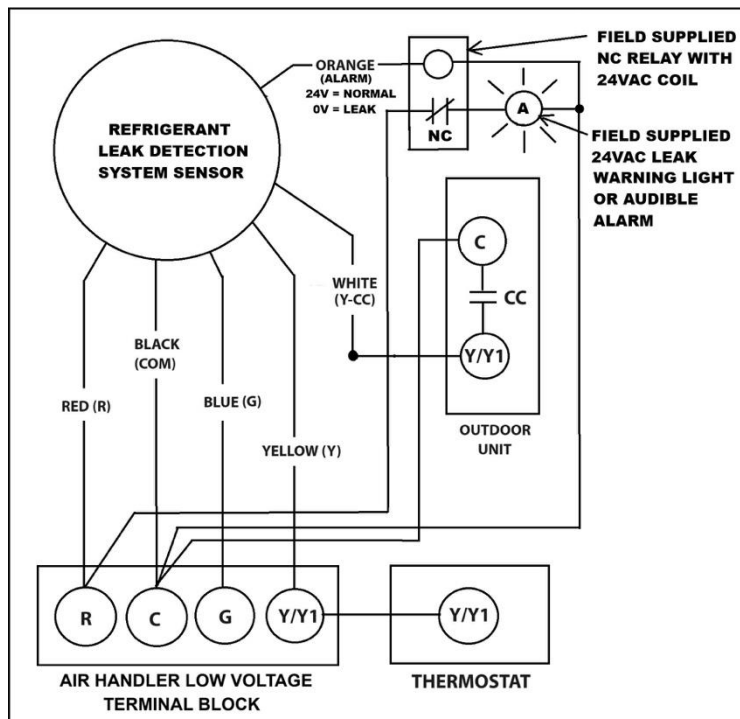 ORANGE
(ALARM)
24V = NORMAL
0V = LEAK
FIELD SUPPLIED
NC RELAY WITH
24VAC COIL
NC
A
FIELD SUPPLIED
24VAC LEAK
WARNING LIGHT
OR AUDIBLE
ALARM
REFRIGERANT
LEAK DETECTION
SYSTEM SENSOR
C
CC
Y/Y1
OUTDOOR
UNIT
WHITE
(Y-CC)
BLACK
(COM)
RED (R)
BLUE (G)
YELLOW (Y)
R
C
G
Y/Y1
AIR HANDLER LOW VOLTAGE
TERMINAL BLOCK
Y/Y1
THERMOSTAT